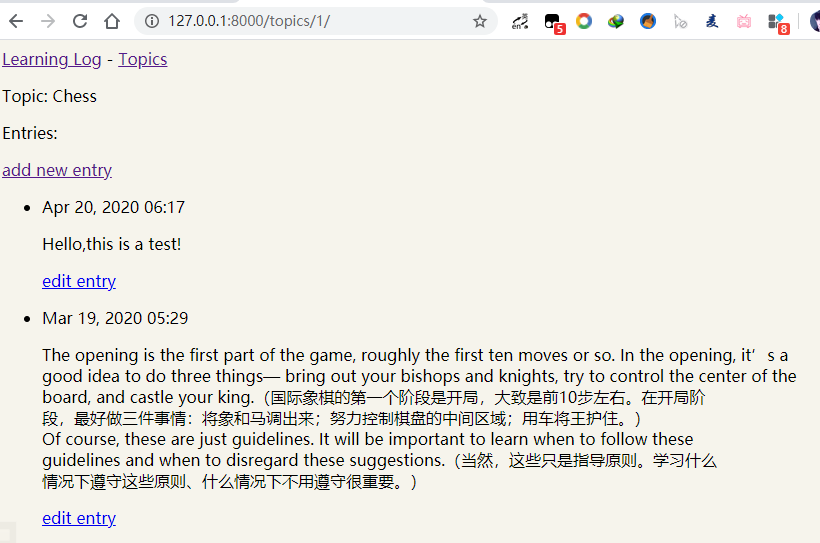 127.0.0.1:8000/topics/1/
en
5
8
Learning Log - Topics
Topic: Chess
Entries:
add new entry
Apr 20, 2020 06:17
Hello,this is a test!
edit entry
Mar 19, 2020 05:29
The opening is the first part of the game, roughly the first ten moves or so. In the opening, it’s a
good idea to do three things— bring out your bishops and knights, try to control the center of the
board, and castle your king.（国际象棋的第一个阶段是开局，大致是前10步左右。在开局阶
段，最好做三件事情：将象和马调出来；努力控制棋盘的中间区域；用车将王护住。）
Of course, these are just guidelines. It will be important to learn when to follow these
guidelines and when to disregard these suggestions.（当然，这些只是指导原则。学习什么
情况下遵守这些原则、什么情况下不用遵守很重要。）
edit entry